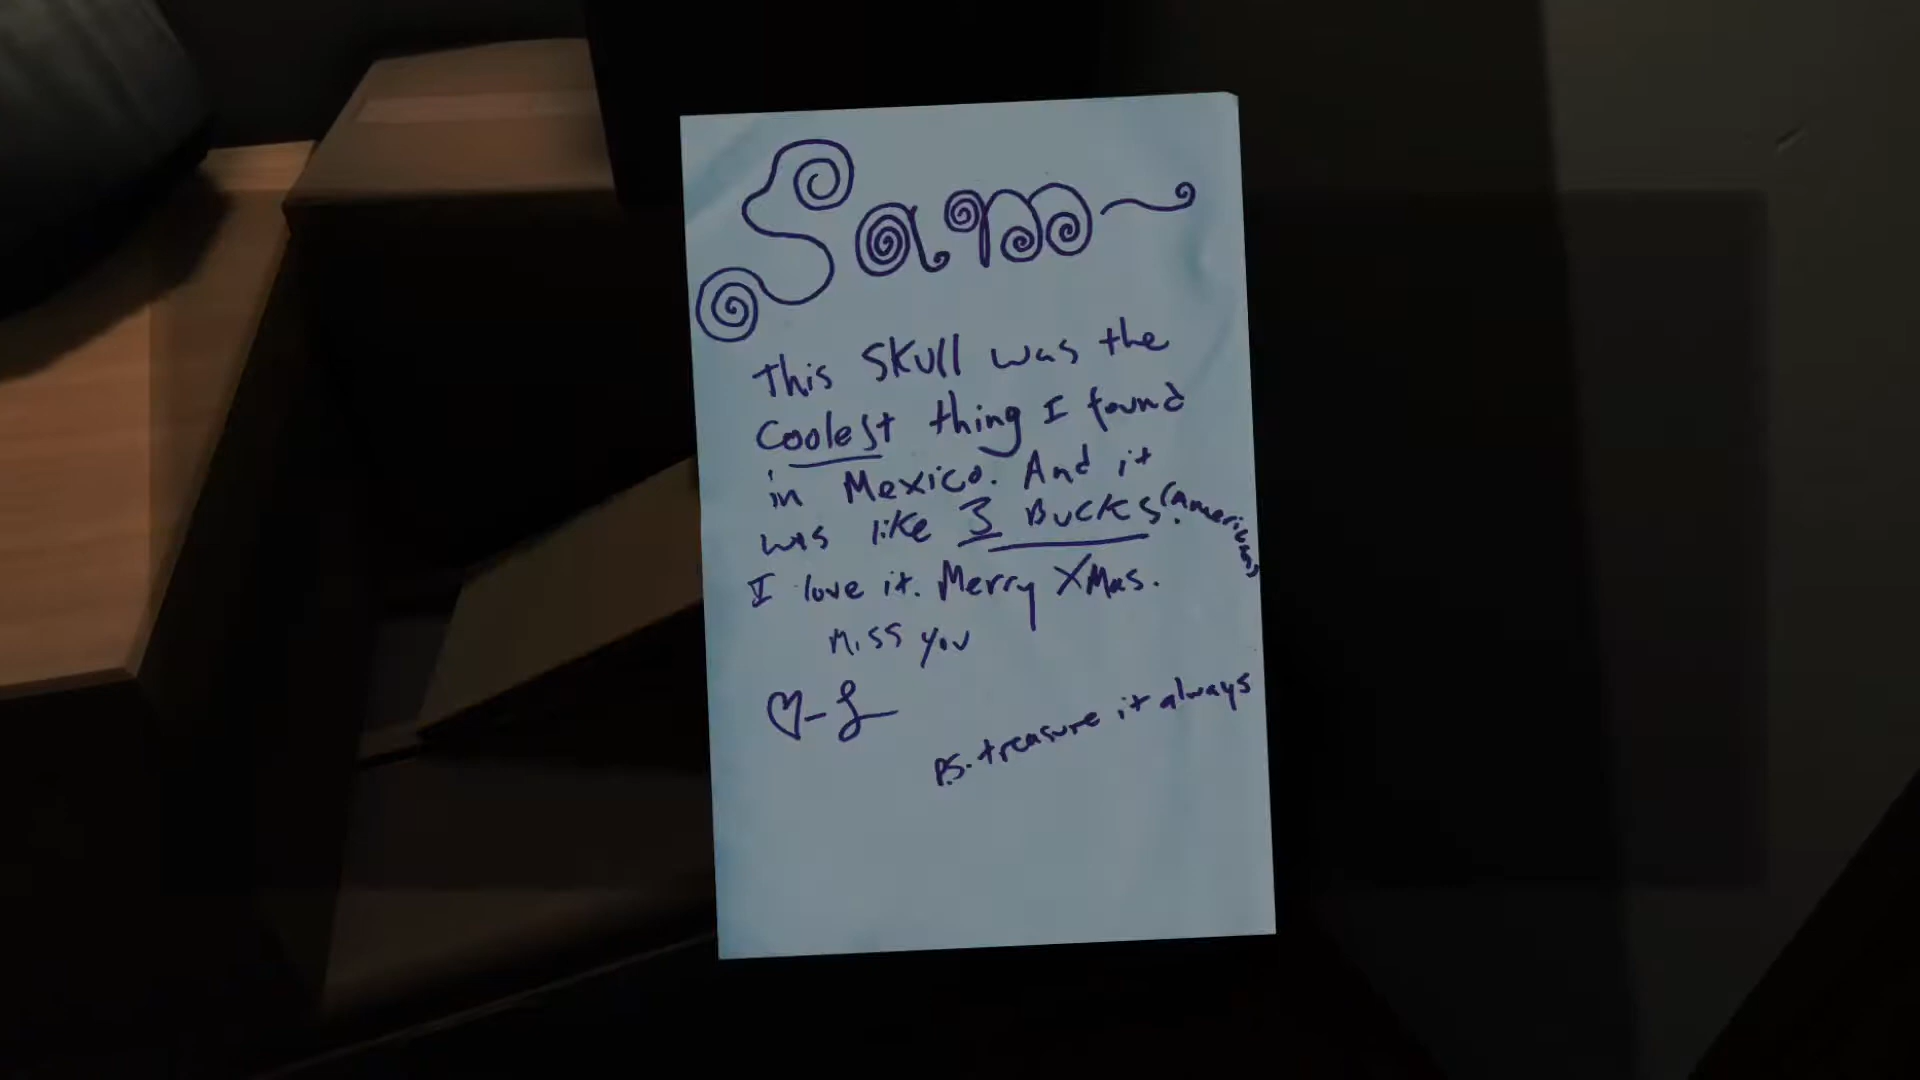 Sam~
This Skull was the
Coolest thing I found
in Mexico. And it
was like 3 Bucks. (American)
I love it. Merry XMas.
Miss you
♡-L
P.S. treasure it always